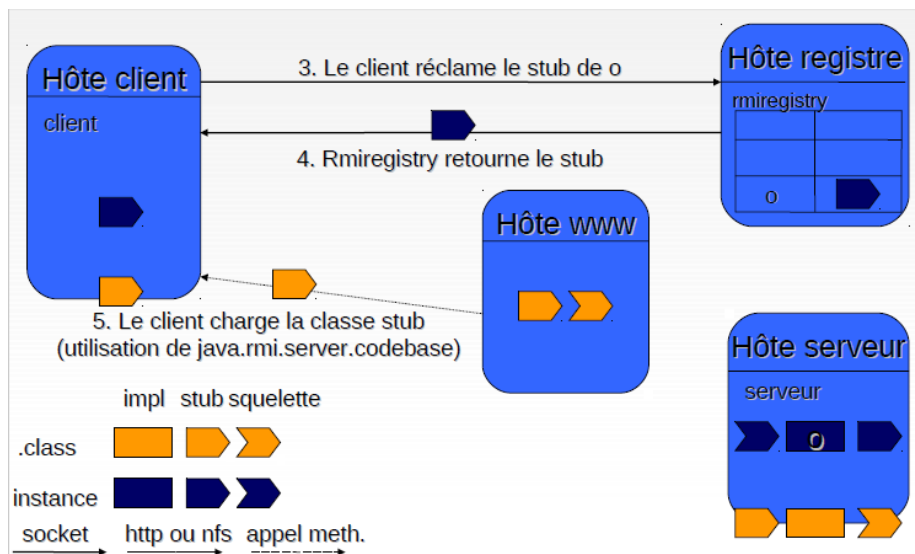 Hôte client
client
3. Le client réclame le stub de o
Hôte registre
rmiregistry
o
4. Rmiregistry retourne le stub
Hôte www
5. Le client charge la classe stub
(utilisation de java.rmi.server.codebase)
Hôte serveur
serveur
o
impl stub squelette
.class
instance
socket http ou nfs appel meth.